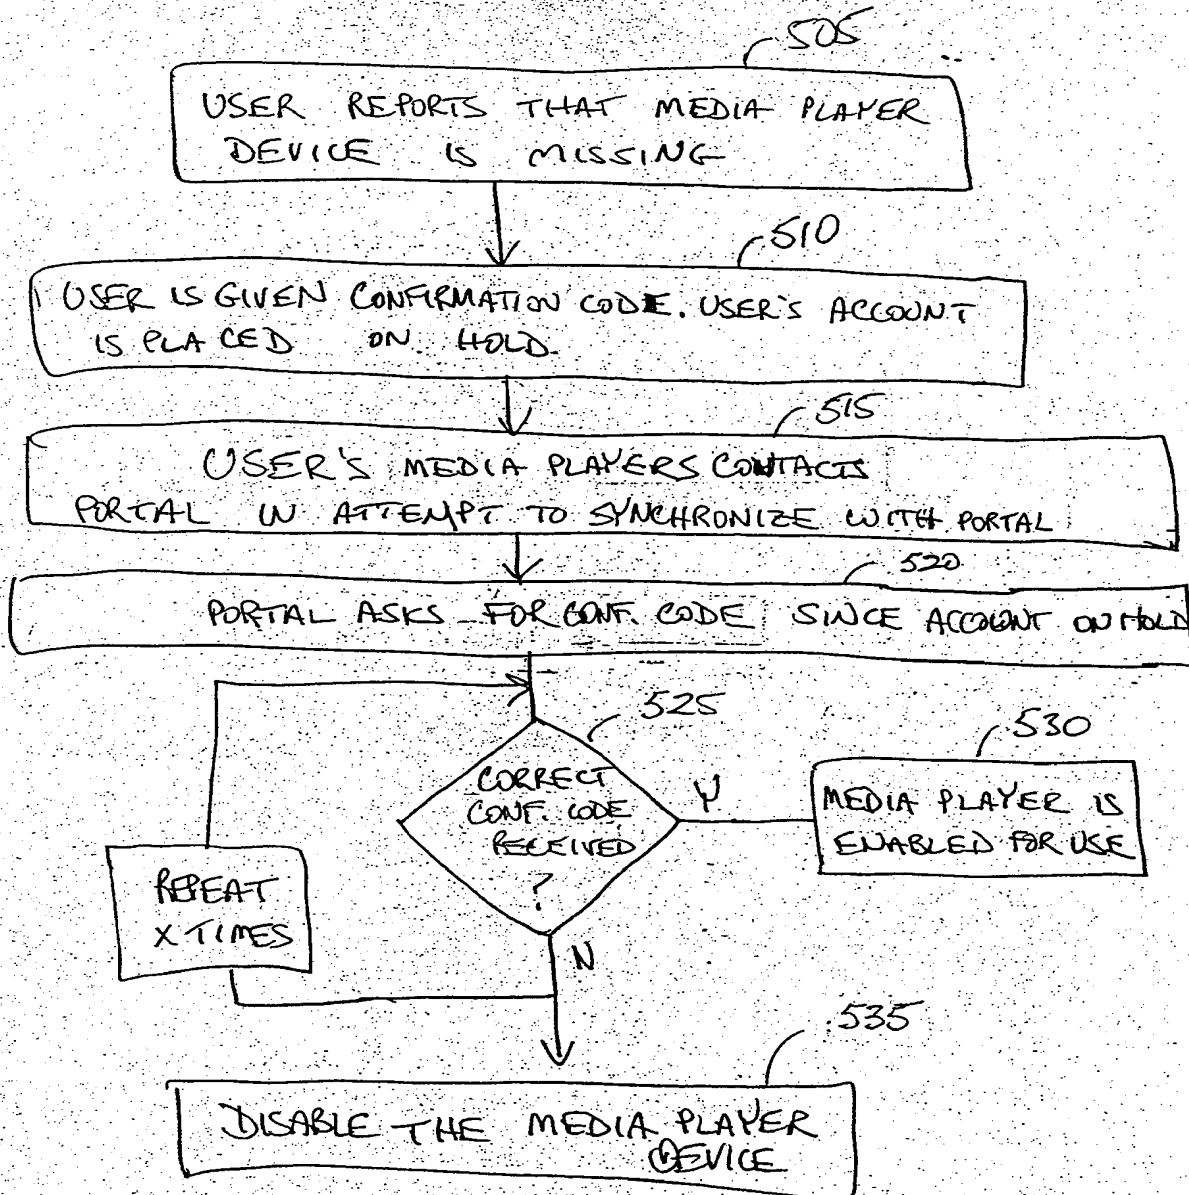 505
USER REPORTS THAT MEDIA PLAYER
DEVICE IS MISSING
510
USER IS GIVEN CONFIRMATION CODE. USER'S ACCOUNT
IS PLACED ON HOLD.
515
USER'S MEDIA PLAYERS CONTACTS
PORTAL IN ATTEMPT TO SYNCHRONIZE WITH PORTAL
520
PORTAL ASKS FOR CONF. CODE SINCE ACCOUNT ON HOLD
525
CORRECT
CONF. CODE
RECEIVED
?
Y
530
MEDIA PLAYER IS
ENABLED FOR USE
REPEAT
X TIMES
N
535
DISABLE THE MEDIA PLAYER
DEVICE